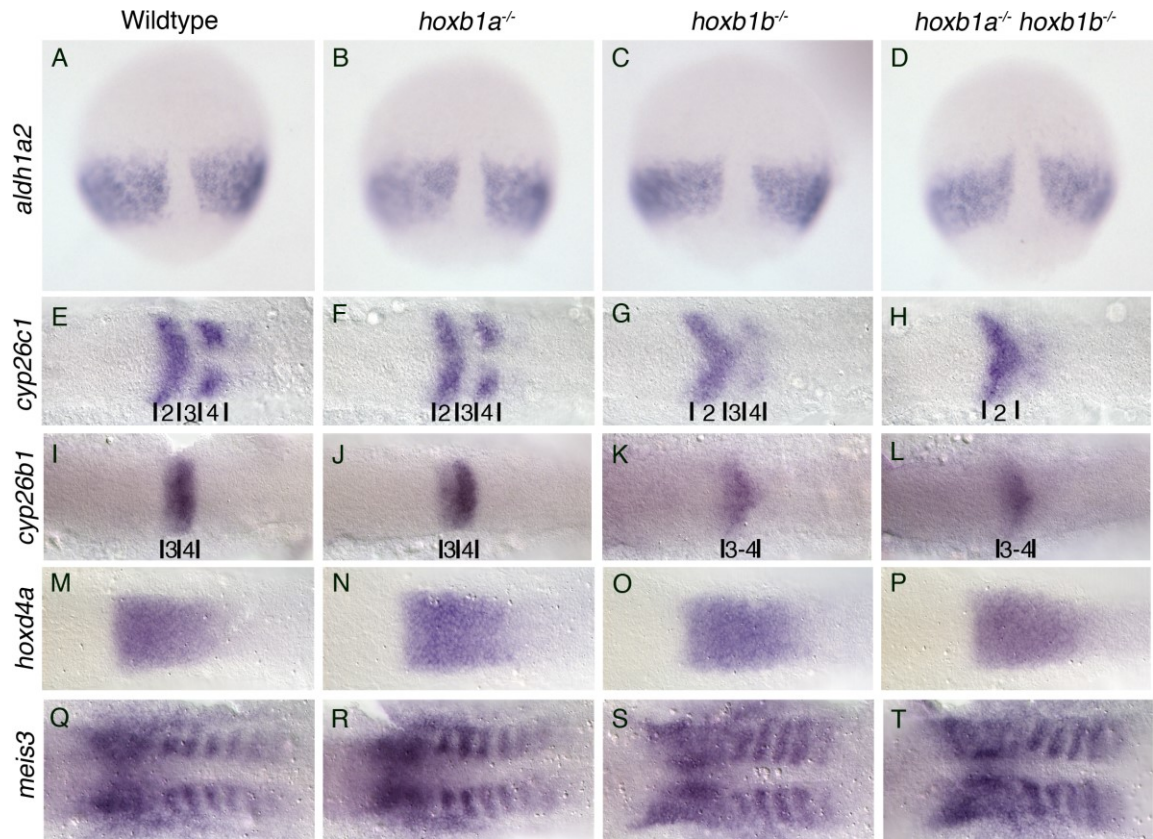 Wildtype hoxb1a-/- hoxb1b-/- hoxb1a-/- hoxb1b-/-
aldh1a2 A B C D
cyp26c1 E F G H
2 3 4 2 3 4 2 3 4 2
cyp26b1 I J K L
3 4 3 4 3-4 3-4
hoxd4a M N O P
meis3 Q R S T